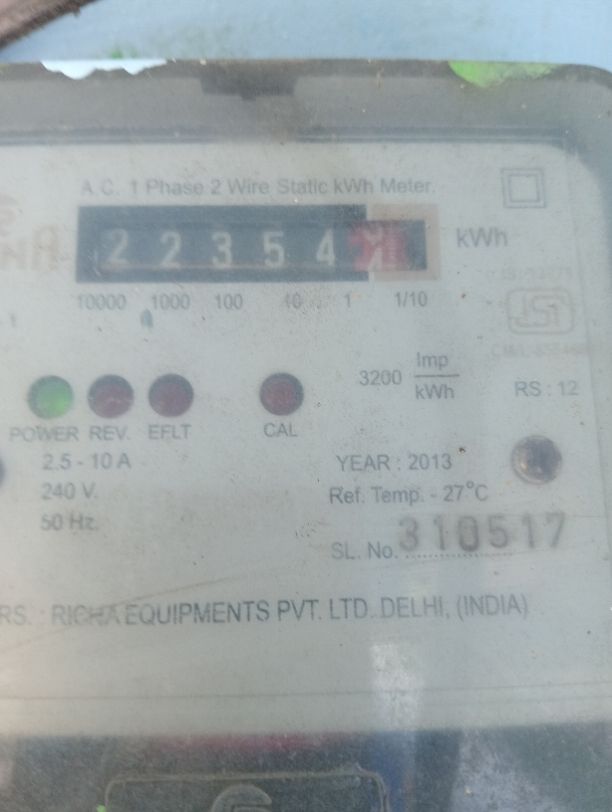 A.C. 1 Phase 2 Wire Static kWh Meter.
2 2 3 5 4 kWh
10000 1000 100 10 1 1/10
3200 Imp/kWh
RS : 12
POWER REV. EFLT CAL
2.5 - 10 A
YEAR : 2013
240 V.
Ref. Temp. - 27°C
50 Hz.
SL. No. 310517
RS. : RICHA EQUIPMENTS PVT. LTD. DELHI, (INDIA)